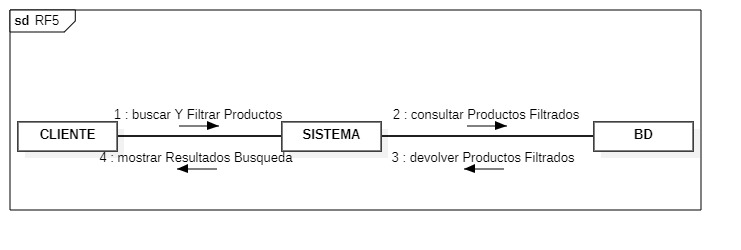 sd RF5
1 : buscar Y Filtrar Productos
2 : consultar Productos Filtrados
CLIENTE
SISTEMA
BD
4 : mostrar Resultados Busqueda
3 : devolver Productos Filtrados